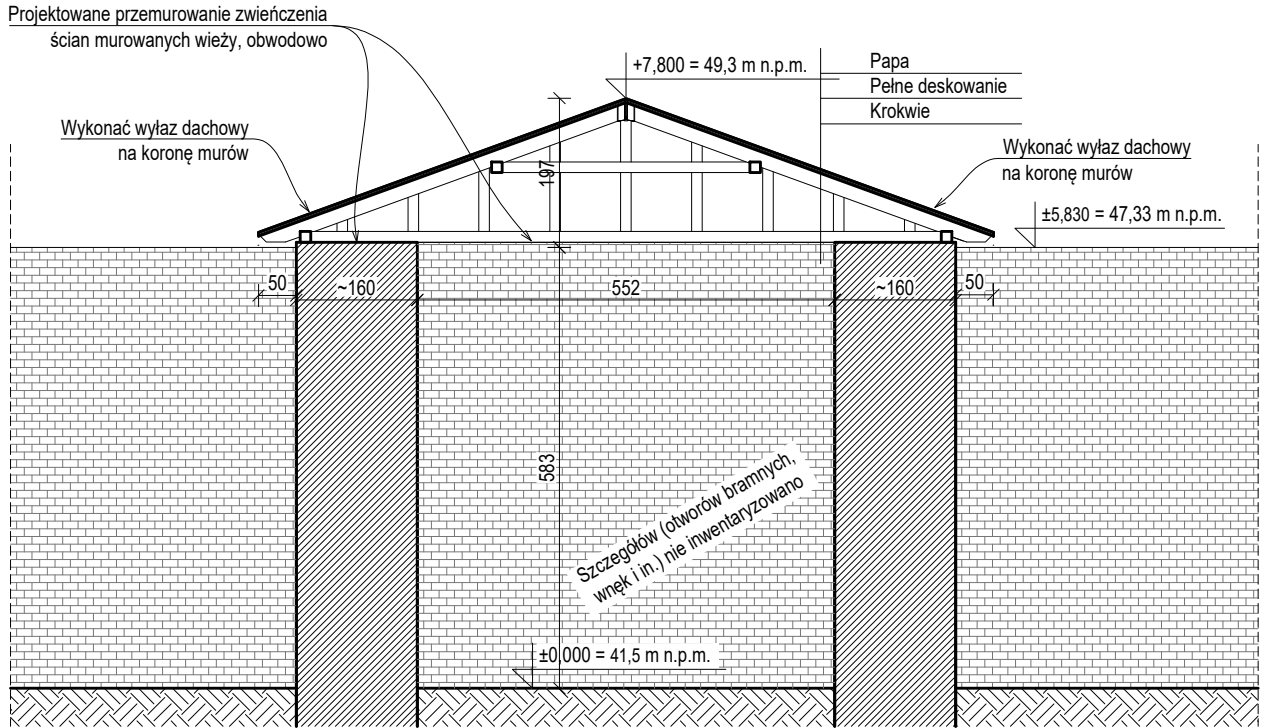 Projektowane przemurowanie zwieńczenia
ścian murowanych wieży, obwodowo
+7,800 = 49,3 m n.p.m.
Papa
Pełne deskowanie
Krokwie
Wykonać wyłaz dachowy
na koronę murów
Wykonać wyłaz dachowy
na koronę murów
197
±5,830 = 47,33 m n.p.m.
50
~160
552
~160
50
583
Szczegółów (otworów bramnych,
wnęk i in.) nie inwentaryzowano
±0,000 = 41,5 m n.p.m.